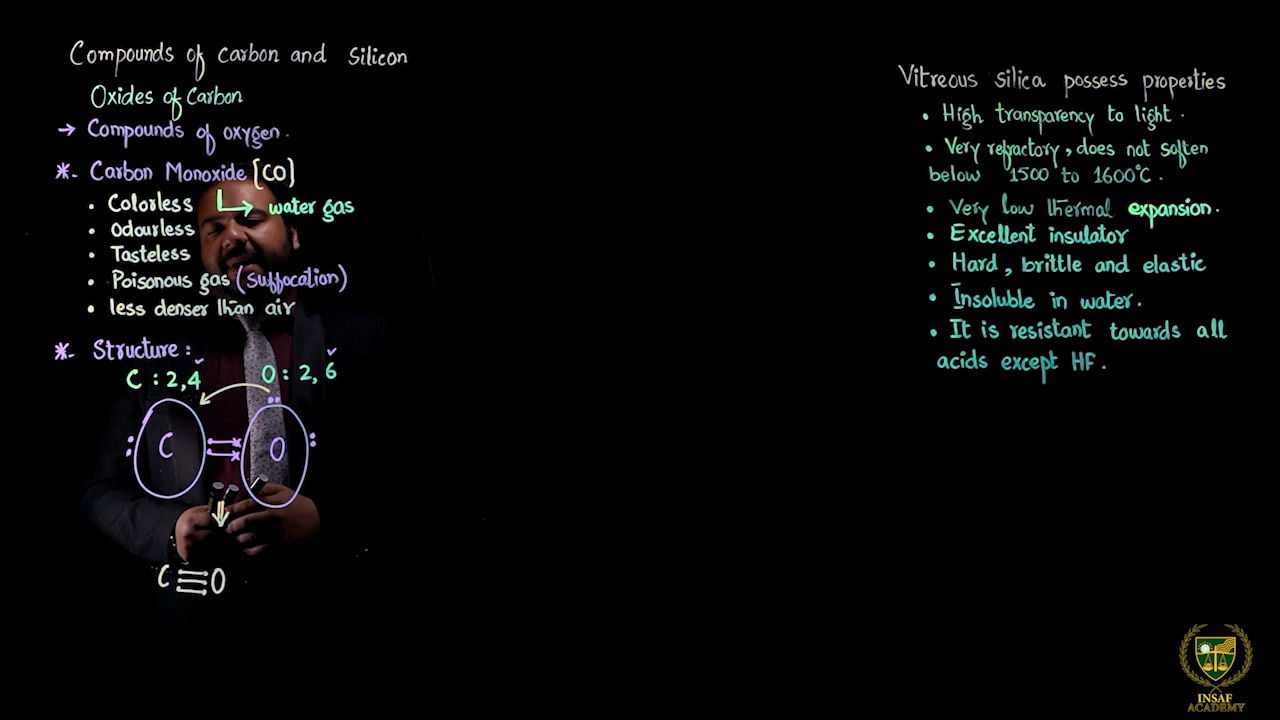 Compounds of Carbon and Silicon
Oxides of Carbon
→ Compounds of oxygen.
*- Carbon Monoxide [CO]
• Colorless
water gas
• Odourless
• Tasteless
• Poisonous gas (suffocation)
• less denser than air
*- Structure:
C : 2,4
O : 2, 6
C
O
C≡O
Vitreous silica possess properties
• High transparency to light.
• Very refractory, does not soften
below 1500 to 1600°C.
• Very low thermal expansion.
• Excellent insulator
• Hard, brittle and elastic
• Insoluble in water.
• It is resistant towards all
acids except HF.
INSAF
ACADEMY